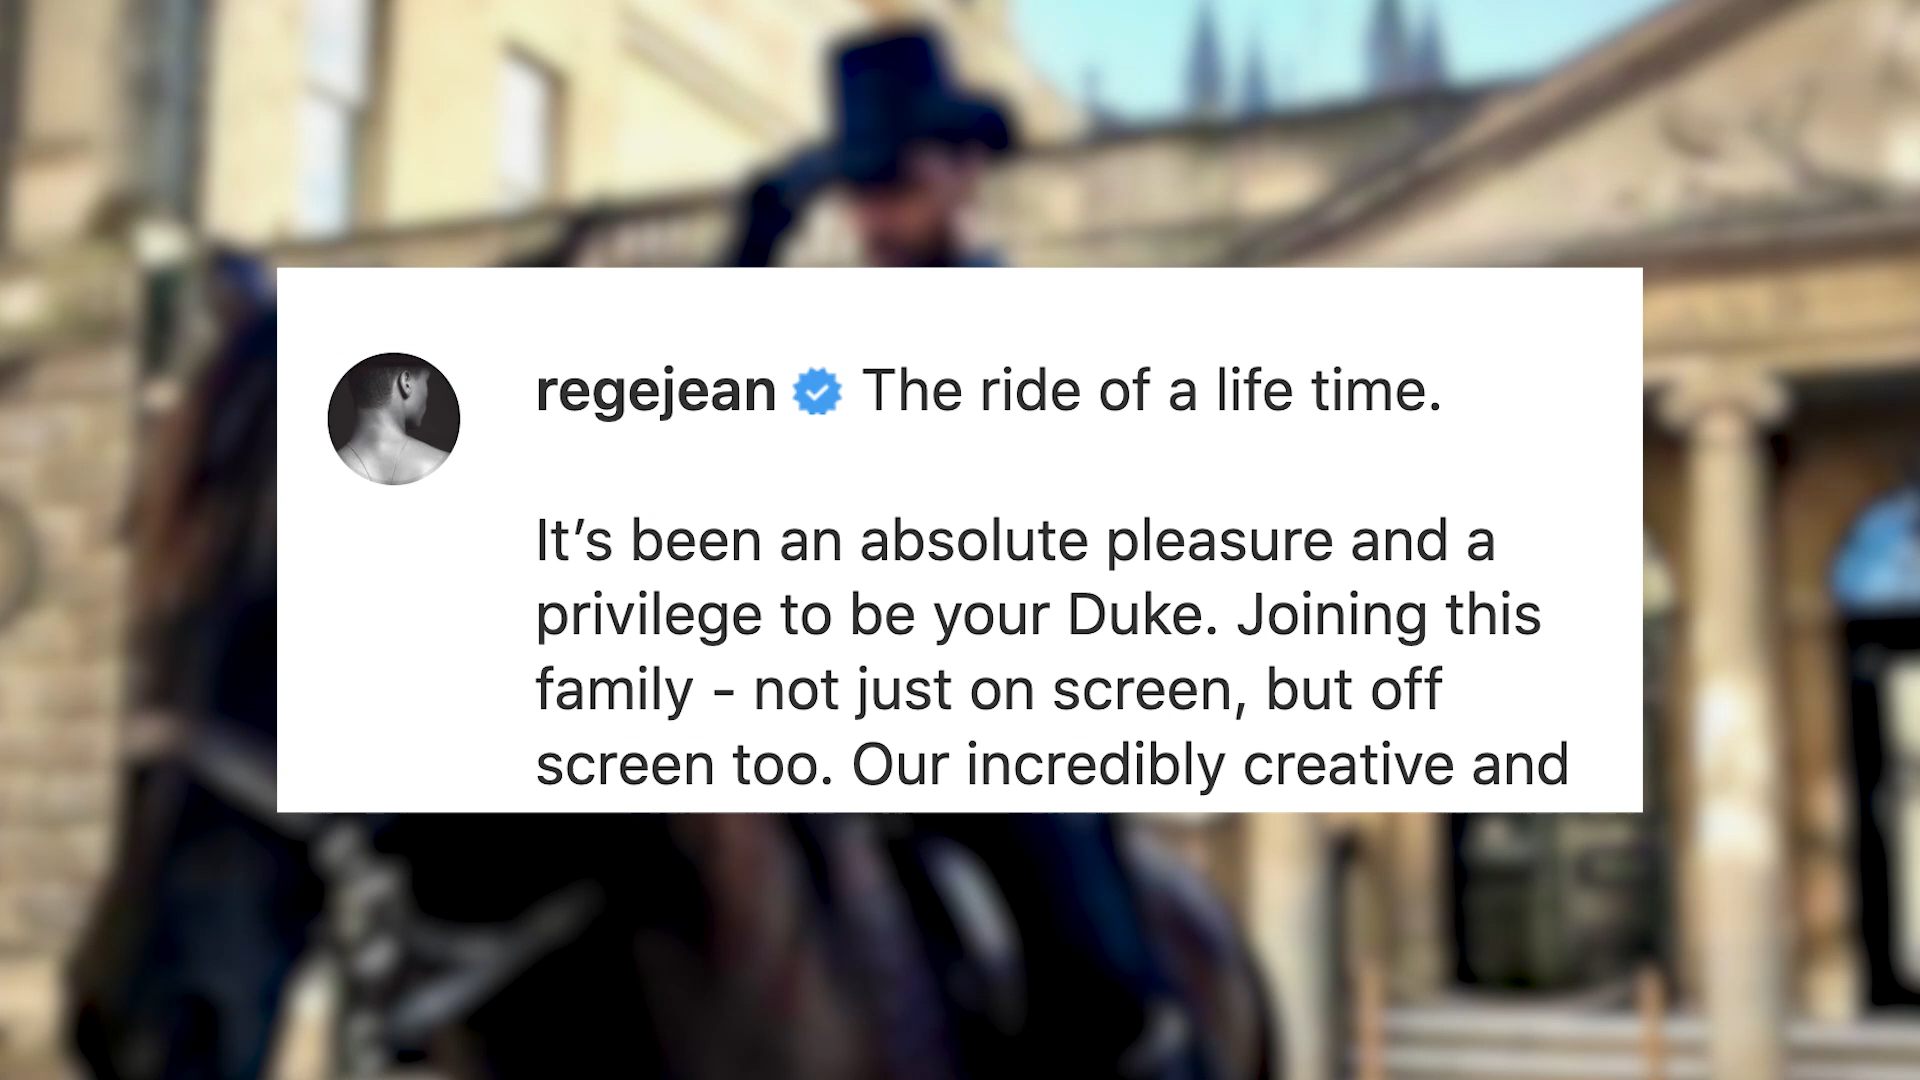 regejean The ride of a life time.
It’s been an absolute pleasure and a
privilege to be your Duke. Joining this
family - not just on screen, but off
screen too. Our incredibly creative and